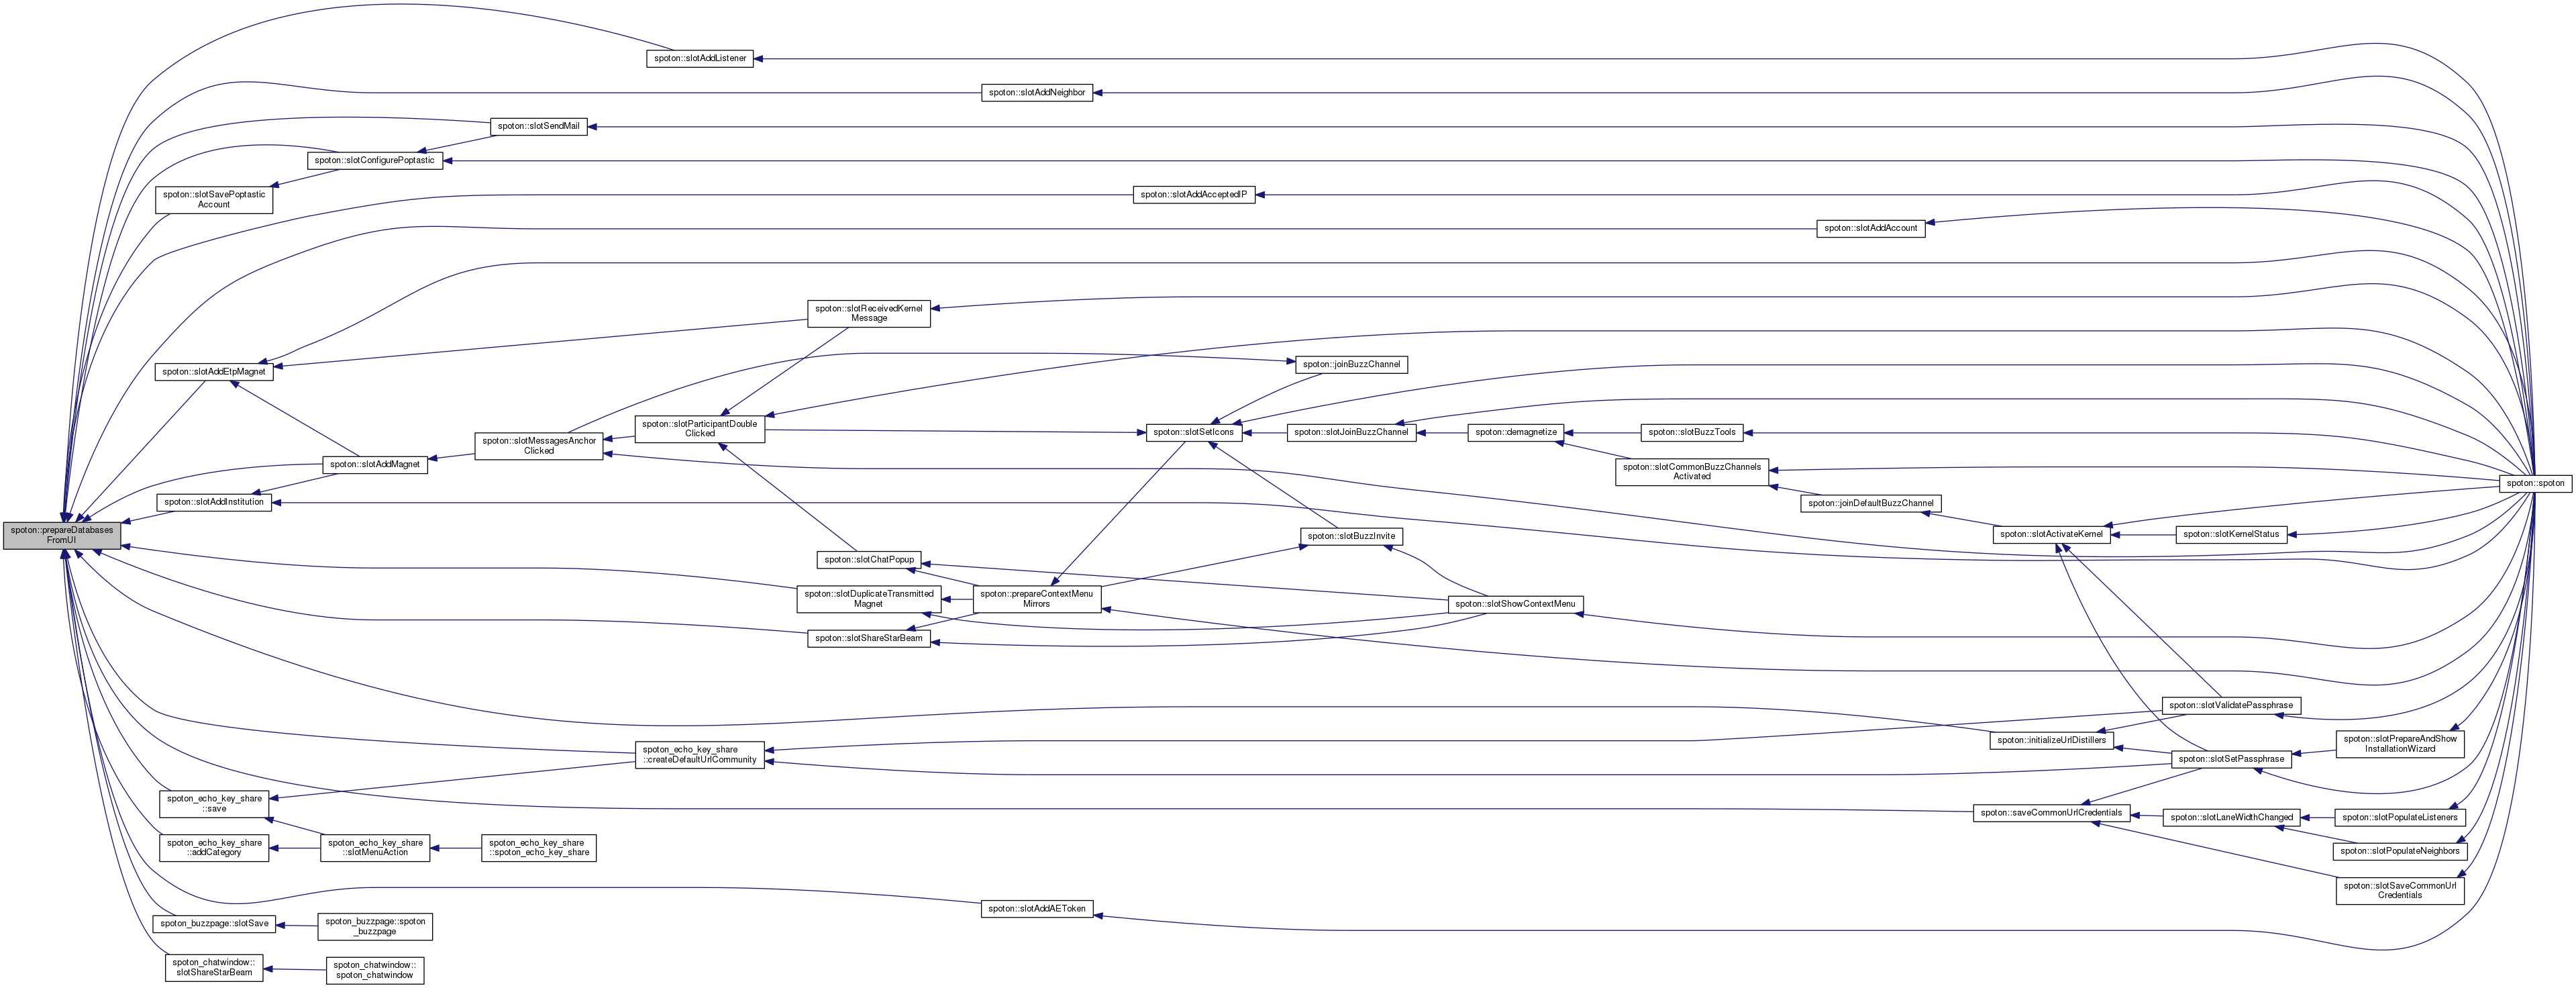 spoton::slotAddListener
spoton::slotAddNeighbor
spoton::slotSendMail
spoton::slotConfigurePoptastic
spoton::slotSavePoptastic
Account
spoton::slotAddAcceptedIP
spoton::slotAddAccount
spoton::slotReceivedKernel
Message
spoton::slotAddEtpMagnet
spoton::joinBuzzChannel
spoton::slotParticipantDouble
Clicked
spoton::slotMessagesAnchor
Clicked
spoton::slotSetIcons
spoton::slotJoinBuzzChannel
spoton::demagnetize
spoton::slotBuzzTools
spoton::slotAddMagnet
spoton::slotCommonBuzzChannels
Activated
spoton::spoton
spoton::slotAddInstitution
spoton::joinDefaultBuzzChannel
spoton::prepareDatabases
FromUI
spoton::slotBuzzInvite
spoton::slotActivateKernel
spoton::slotKernelStatus
spoton::slotChatPopup
spoton::slotDuplicateTransmitted
Magnet
spoton::prepareContextMenu
Mirrors
spoton::slotShowContextMenu
spoton::slotShareStarBeam
spoton::slotValidatePassphrase
spoton::initializeUrlDistillers
spoton::slotPrepareAndShow
InstallationWizard
spoton_echo_key_share
::createDefaultUrlCommunity
spoton::slotSetPassphrase
spoton_echo_key_share
::save
spoton::saveCommonUrlCredentials
spoton::slotLaneWidthChanged
spoton::slotPopulateListeners
spoton_echo_key_share
::addCategory
spoton_echo_key_share
::slotMenuAction
spoton_echo_key_share
::spoton_echo_key_share
spoton::slotPopulateNeighbors
spoton::slotSaveCommonUrl
Credentials
spoton::slotAddAEToken
spoton_buzzpage::slotSave
spoton_buzzpage::spoton
_buzzpage
spoton_chatwindow::
slotShareStarBeam
spoton_chatwindow::
spoton_chatwindow